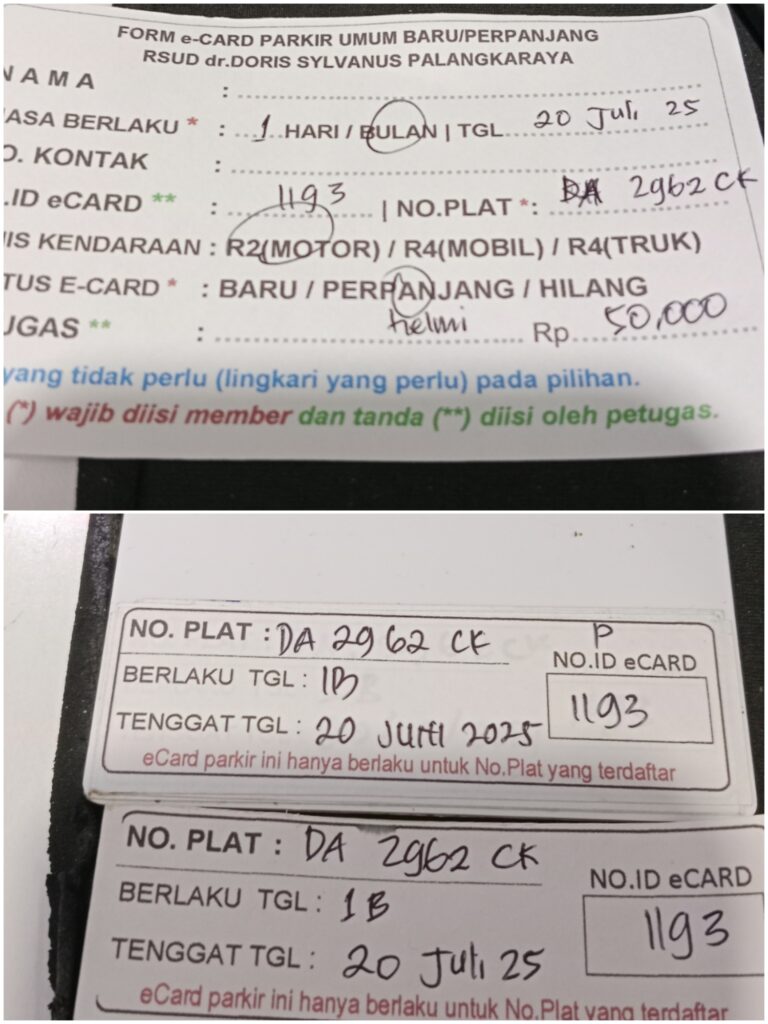 FORM e-CARD PARKIR UMUM BARU/PERPANJANG
RSUD dr.DORIS SYLVANUS PALANGKARAYA
NAMA :
ASA BERLAKU * : 1 HARI / BULAN | TGL 20 Juli 25
O. KONTAK :
.ID eCARD ** : 1193 | NO.PLAT *: DA 2962 CK
IS KENDARAAN : R2(MOTOR) / R4(MOBIL) / R4(TRUK)
TUS E-CARD * : BARU / PERPANJANG / HILANG
UGAS ** : helmi Rp. 50,000
yang tidak perlu (lingkari yang perlu) pada pilihan.
(*) wajib diisi member dan tanda (**) diisi oleh petugas.
NO. PLAT : DA 2962 CK P
NO.ID eCARD
BERLAKU TGL : 1B
1193
TENGGAT TGL : 20 2025
eCard parkir ini hanya berlaku untuk No.Plat yang terdaftar
NO. PLAT : DA 2962 CK
NO.ID eCARD
BERLAKU TGL : 1B
1193
TENGGAT TGL : 20 Juli 25
eCard parkir ini hanya berlaku untuk No.Plat yang terdaftar